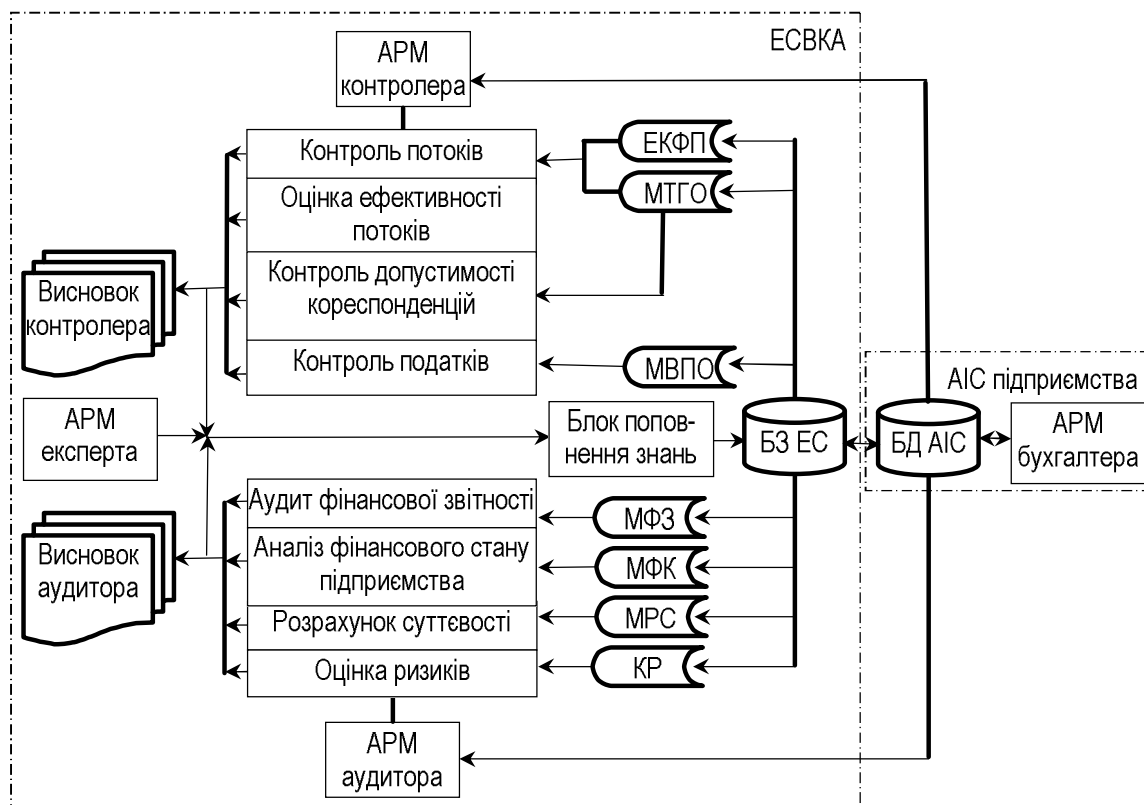 ЕСВКА
АРМ
контролера
Контроль потоків
ЕКФП
Оцінка ефективності
потоків
МТГО
Контроль допустимості
кореспонденцій
Висновок
контролера
Контроль податків
МВПО
АІС підприємства
АРМ
експерта
Блок попов-
нення знань
БЗ ЕС
БД АІС
АРМ
бухгалтера
Аудит фінансової звітності
МФЗ
Аналіз фінансового стану
підприємства
МФК
Висновок
аудитора
Розрахунок суттєвості
МРС
Оцінка ризиків
КР
АРМ
аудитора